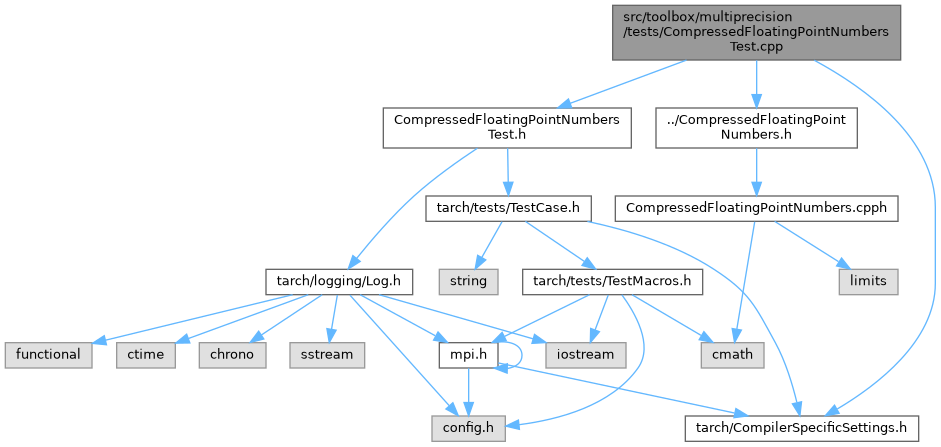 src/toolbox/multiprecision
/tests/CompressedFloatingPointNumbers
Test.cpp
CompressedFloatingPointNumbers
Test.h
../CompressedFloatingPoint
Numbers.h
tarch/tests/TestCase.h
CompressedFloatingPointNumbers.cpph
tarch/logging/Log.h
string
tarch/tests/TestMacros.h
limits
functional
ctime
chrono
sstream
mpi.h
iostream
cmath
config.h
tarch/CompilerSpecificSettings.h